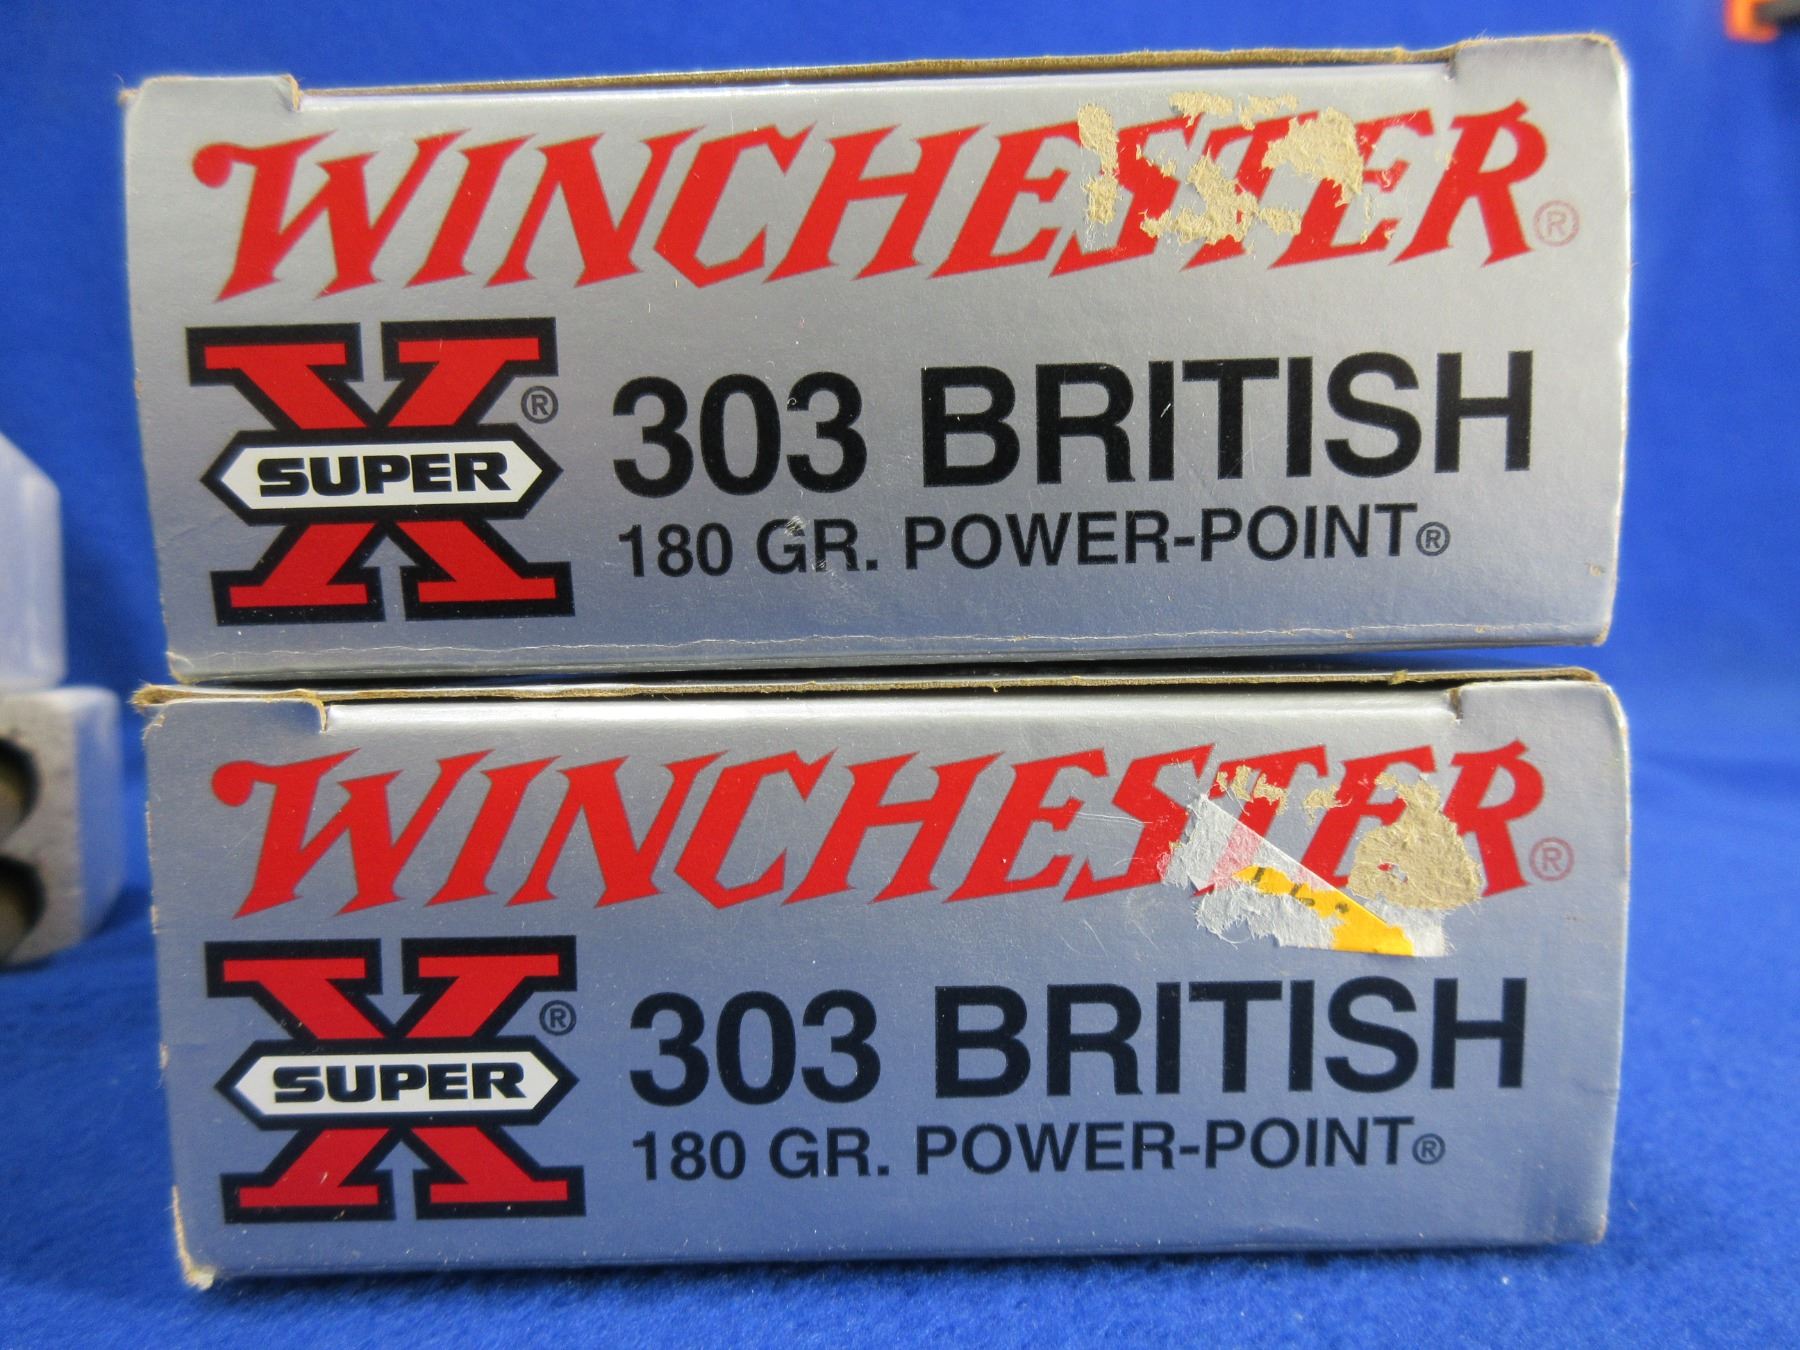 WINCHESTER®
X® SUPER
303 BRITISH
180 GR. POWER-POINT®
WINCHESTER®
X® SUPER
303 BRITISH
180 GR. POWER-POINT®